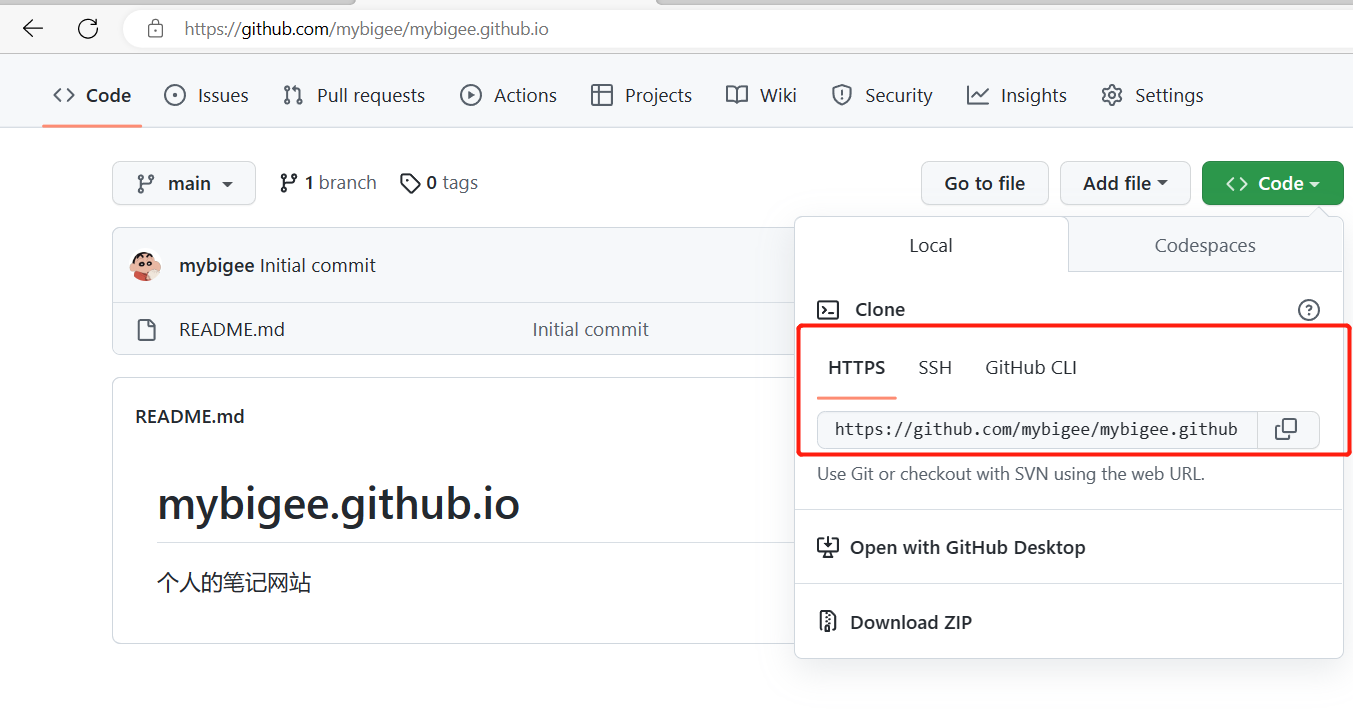 https://github.com/mybigee/mybigee.github.io
Code Issues Pull requests Actions Projects Wiki Security Insights Settings
main 1 branch 0 tags Go to file Add file Code
Local Codespaces
mybigee Initial commit
Clone
README.md Initial commit
HTTPS SSH GitHub CLI
README.md
https://github.com/mybigee/mybigee.github
Use Git or checkout with SVN using the web URL.
mybigee.github.io
Open with GitHub Desktop
个人的笔记网站
Download ZIP